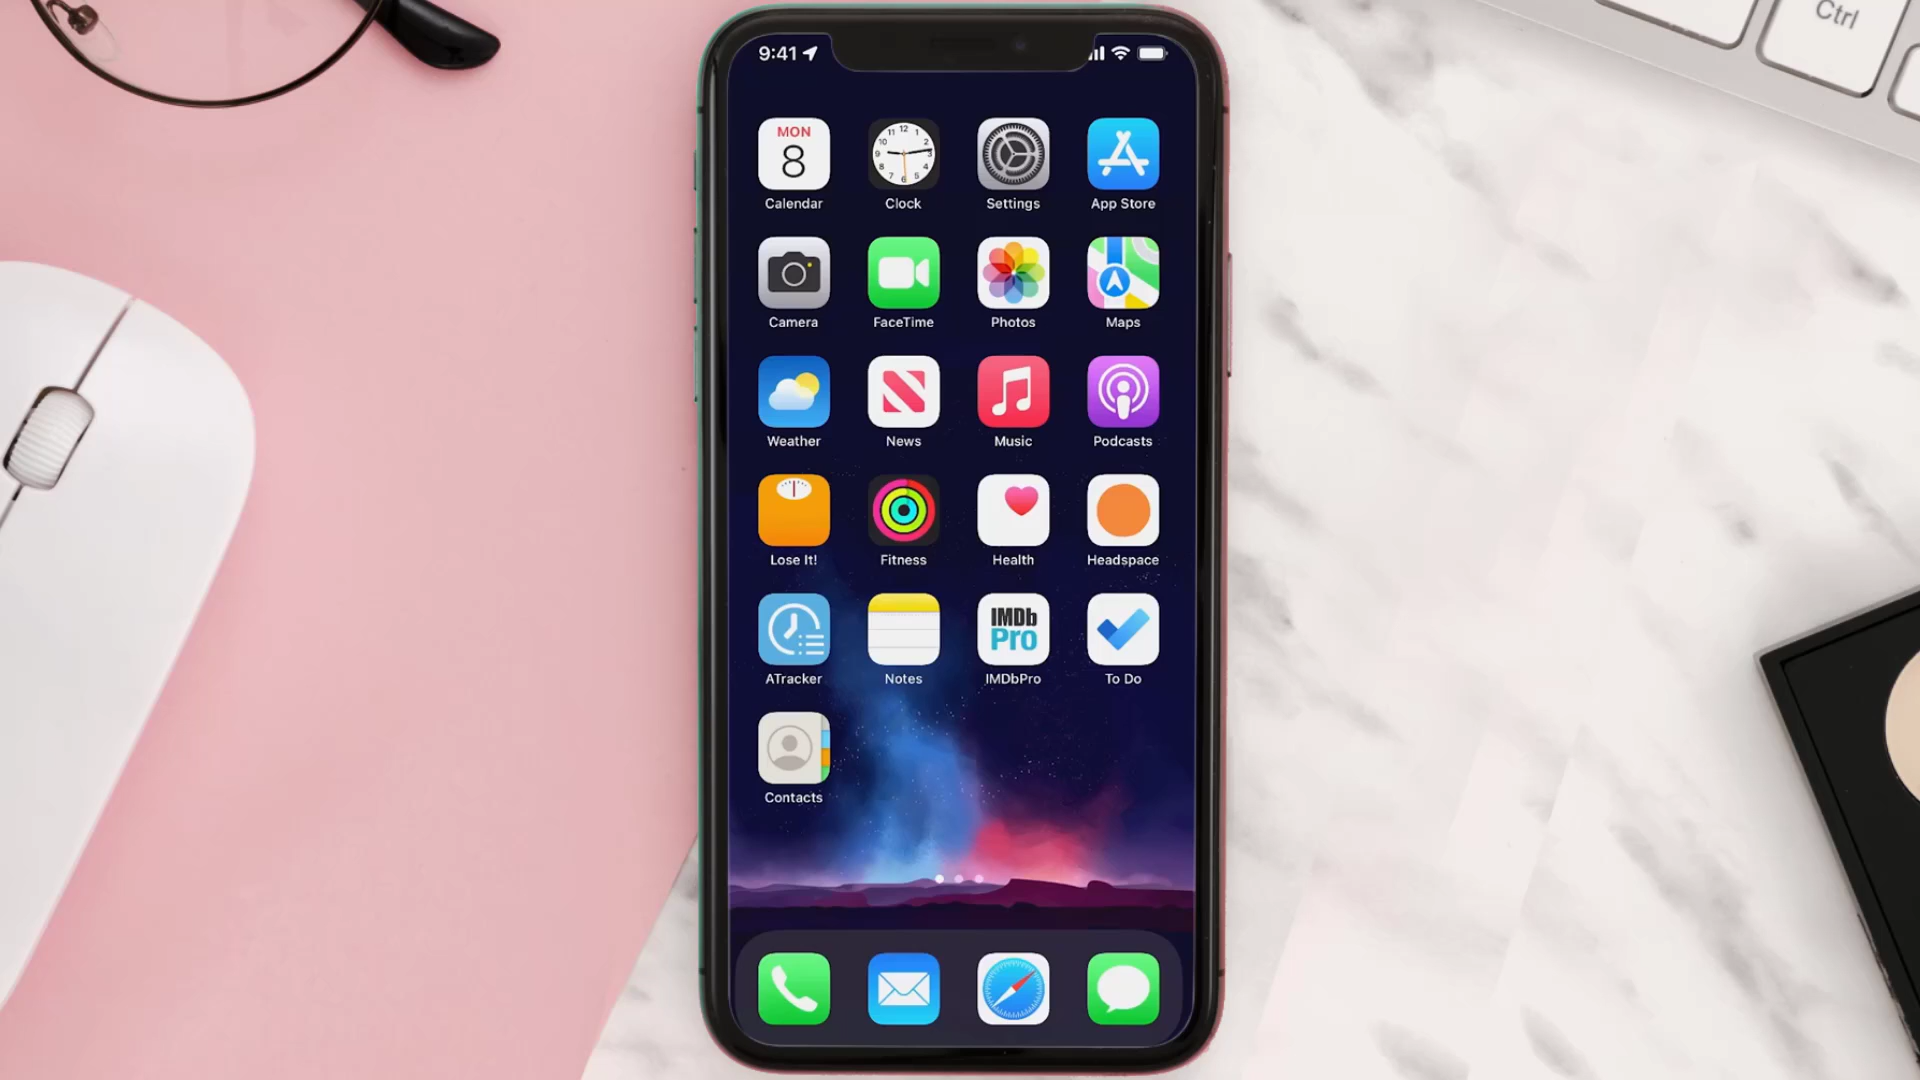 Ctrl
9:41
MON
8
Calendar
Clock
Settings
App Store
Camera
FaceTime
Photos
Maps
Weather
News
Music
Podcasts
Lose It!
Fitness
Health
Headspace
IMDb
Pro
ATracker
Notes
IMDbPro
To Do
Contacts